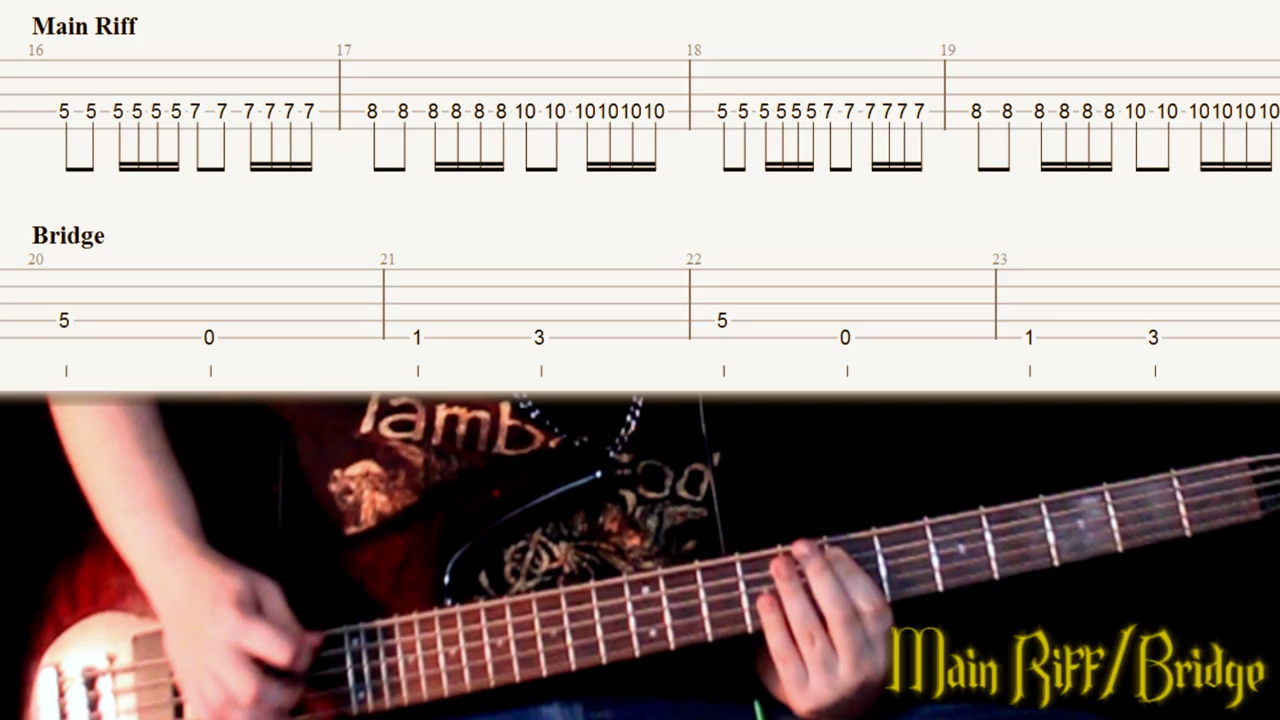 Main Riff
16 17 18 19
5 5 5 5 5 5 7 7 7 7 7 7 8 8 8 8 8 8 10 10 10 10 10 10 5 5 5 5 5 5 7 7 7 7 7 7 8 8 8 8 8 8 10 10 10 10 10 10
Bridge
20 21 22 23
5 5
0 1 3 0 1 3
lamb
Main Riff/Bridge